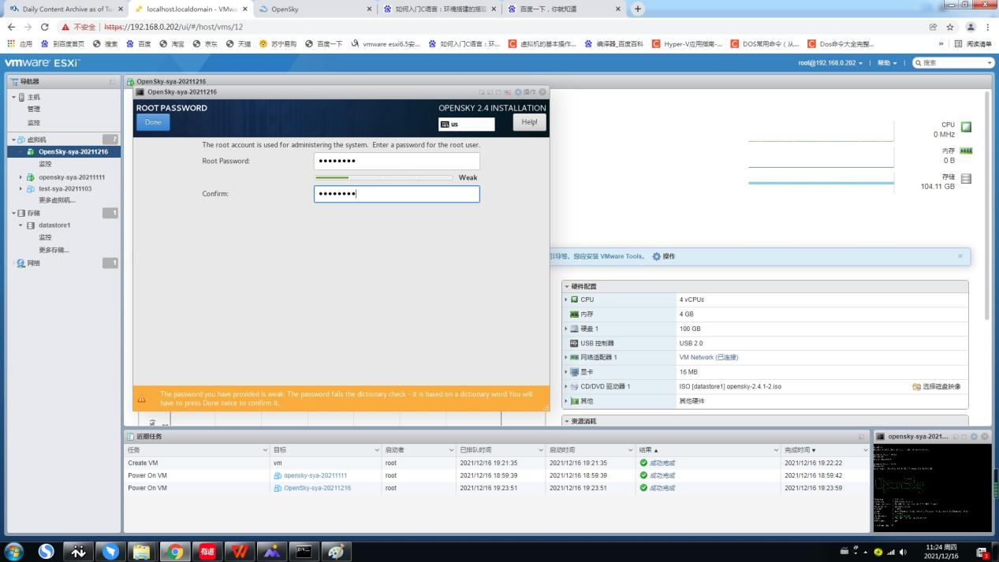 Daily Content Archive as of Tu
localhost.localdomain - VMwa
OpenSky
如何入门C语言：环境搭建的搭建
百度一下，你就知道
不安全 https://192.168.0.202/ui/#/host/vms/12
应用 到百度首页 搜索 百度 淘宝 京东 天猫 苏宁易购 百度一下 vmware esxi6.5安... 如何入门C语言：环... 虚拟机的基本操作... 编译器_百度百科 Hyper-V应用指南-... DOS常用命令（从... Dos命令大全完整... » 阅读清单
vmware ESXi™ root@192.168.0.202 帮助 搜索
导航器
主机
管理
监控
虚拟机 7
OpenSky-sya-20211216
监控
opensky-sya-20211111
test-sya-20211103
更多虚拟机...
存储 1
datastore1
监控
更多存储...
网络 1
OpenSky-sya-20211216
OpenSky-sya-20211216 操作
ROOT PASSWORD OPENSKY 2.4 INSTALLATION
Done us Help!
The root account is used for administering the system. Enter a password for the root user.
Root Password: ••••••••
Weak
Confirm: ••••••••
The password you have provided is weak: The password fails the dictionary check - it is based on a dictionary word You will
have to press Done twice to confirm it.
CPU
0 MHz
内存
0 B
存储
104.11 GB
引导等。您应安装 VMware Tools。 操作
硬件配置
CPU 4 vCPUs
内存 4 GB
硬盘 1 100 GB
USB 控制器 USB 2.0
网络适配器 1 VM Network (已连接)
显卡 16 MB
CD/DVD 驱动器 1 ISO [datastore1] opensky-2.4.1-2.iso 选择磁盘映像
其他 其他硬件
资源消耗
近期任务
任务 目标 启动者 已排队时间 启动时间 结果 ▲ 完成时间 ▼
Create VM vm root 2021/12/16 19:21:35 2021/12/16 19:21:35 成功完成 2021/12/16 19:22:22
Power On VM opensky-sya-20211111 root 2021/12/16 18:59:39 2021/12/16 18:59:39 成功完成 2021/12/16 18:59:42
Power On VM OpenSky-sya-20211216 root 2021/12/16 19:23:51 2021/12/16 19:23:51 成功完成 2021/12/16 19:23:59
opensky-sya-2021...
OpenSky
有道
11:24 周四
2021/12/16
3